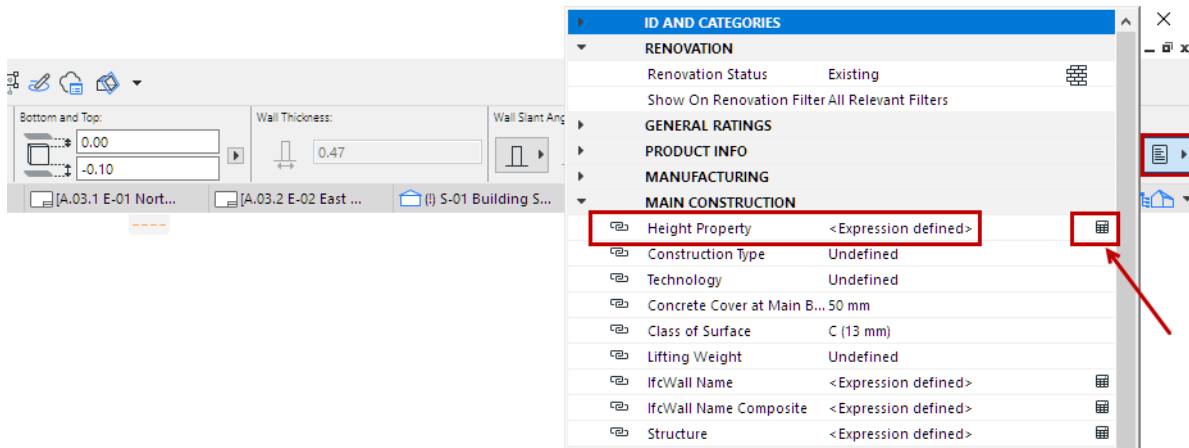 ID AND CATEGORIES
RENOVATION
Renovation Status Existing
Show On Renovation Filter All Relevant Filters
GENERAL RATINGS
PRODUCT INFO
MANUFACTURING
MAIN CONSTRUCTION
Height Property <Expression defined>
Construction Type Undefined
Technology Undefined
Concrete Cover at Main B... 50 mm
Class of Surface C (13 mm)
Lifting Weight Undefined
IfcWall Name <Expression defined>
IfcWall Name Composite <Expression defined>
Structure <Expression defined>
Bottom and Top: Wall Thickness: Wall Slant Ang
0.00
0.47
-0.10
[A.03.1 E-01 Nort... [A.03.2 E-02 East ... (!) S-01 Building S...